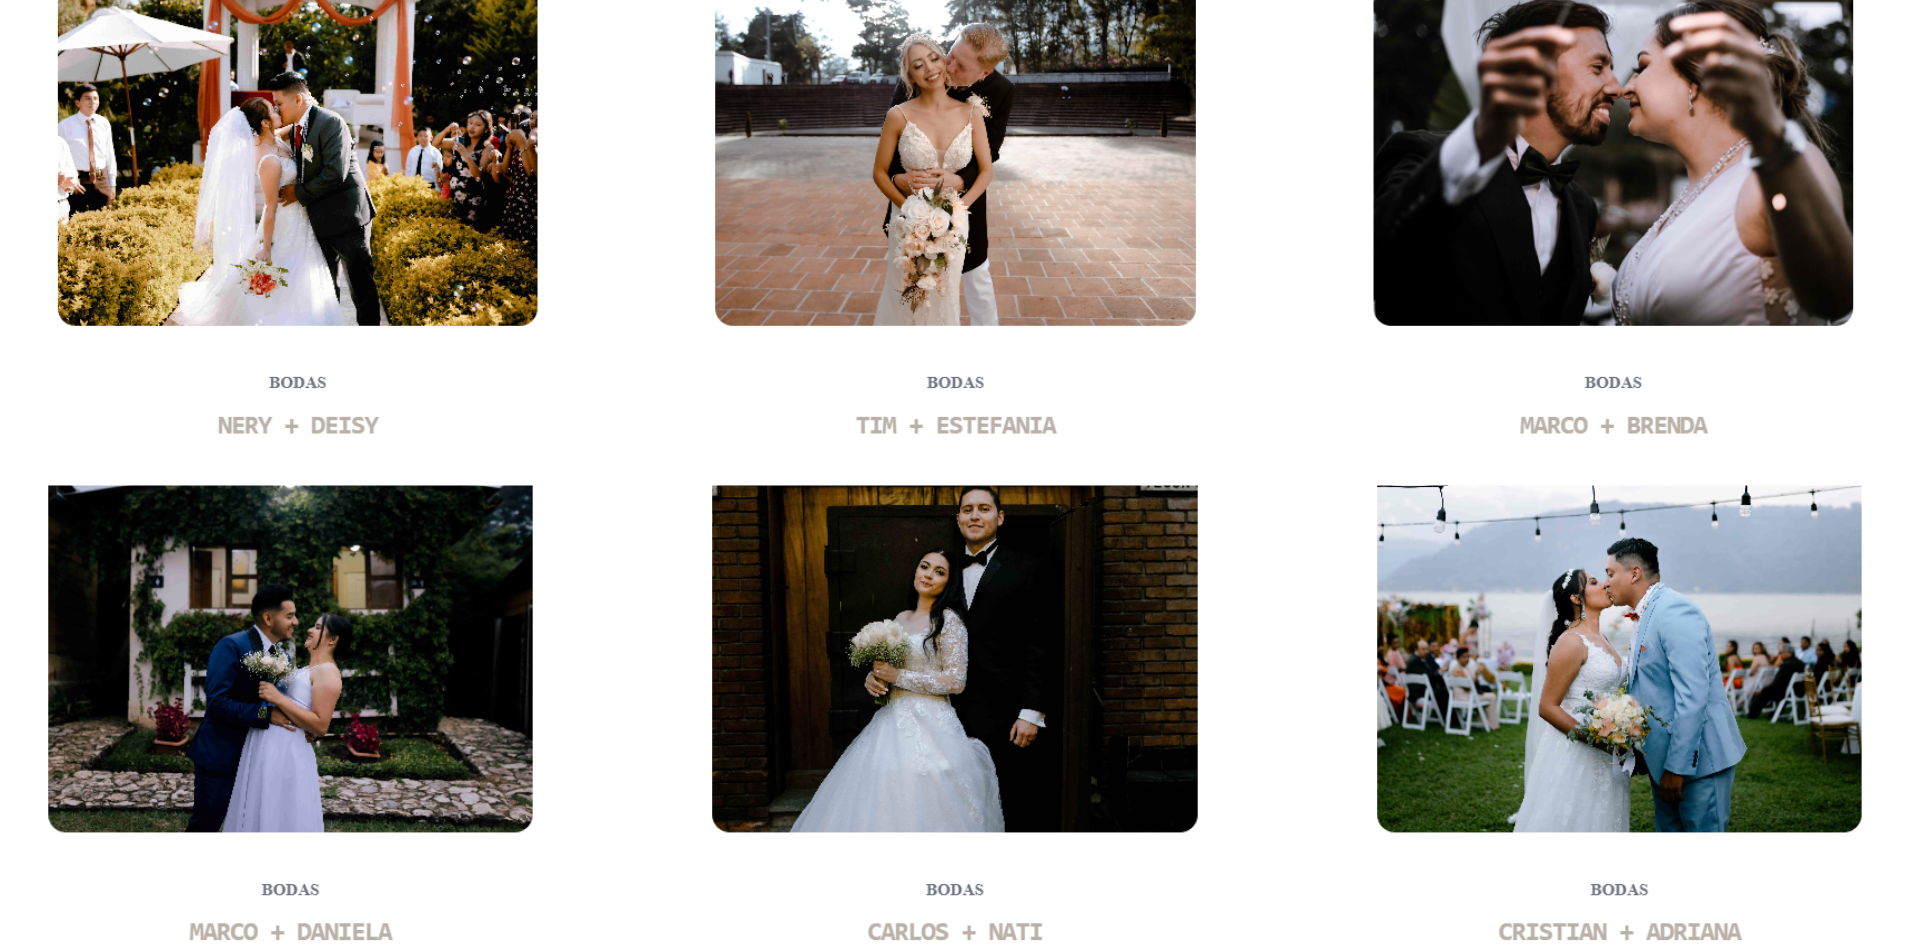 BODAS
NERY + DEISY
BODAS
TIM + ESTEFANIA
BODAS
MARCO + BRENDA
BODAS
MARCO + DANIELA
BODAS
CARLOS + NATI
BODAS
CRISTIAN + ADRIANA